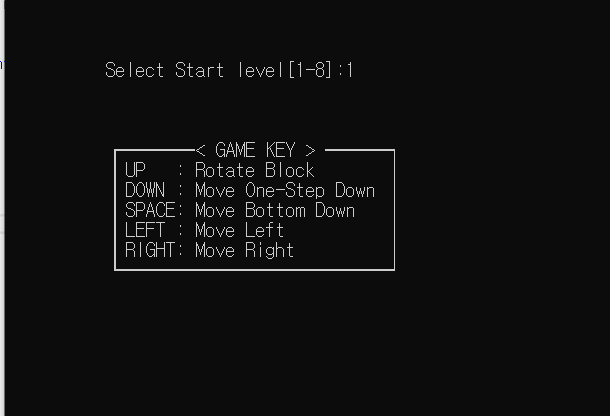 Select Start level[1-8]:1
< GAME KEY >
UP   : Rotate Block
DOWN : Move One-Step Down
SPACE: Move Bottom Down
LEFT : Move Left
RIGHT: Move Right